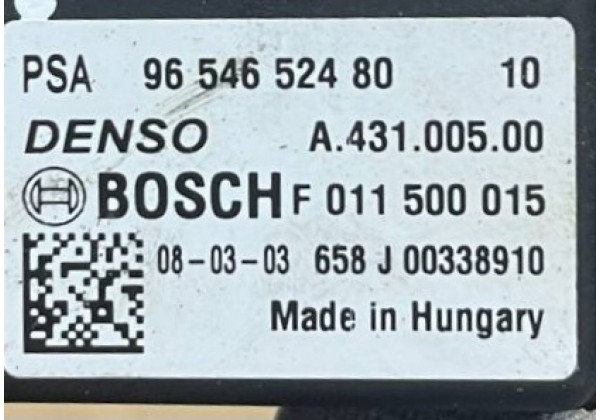 PSA 96 546 524 80 10
DENSO A.431.005.00
BOSCH F 011 500 015
08-03-03 658 J 00338910
Made in Hungary